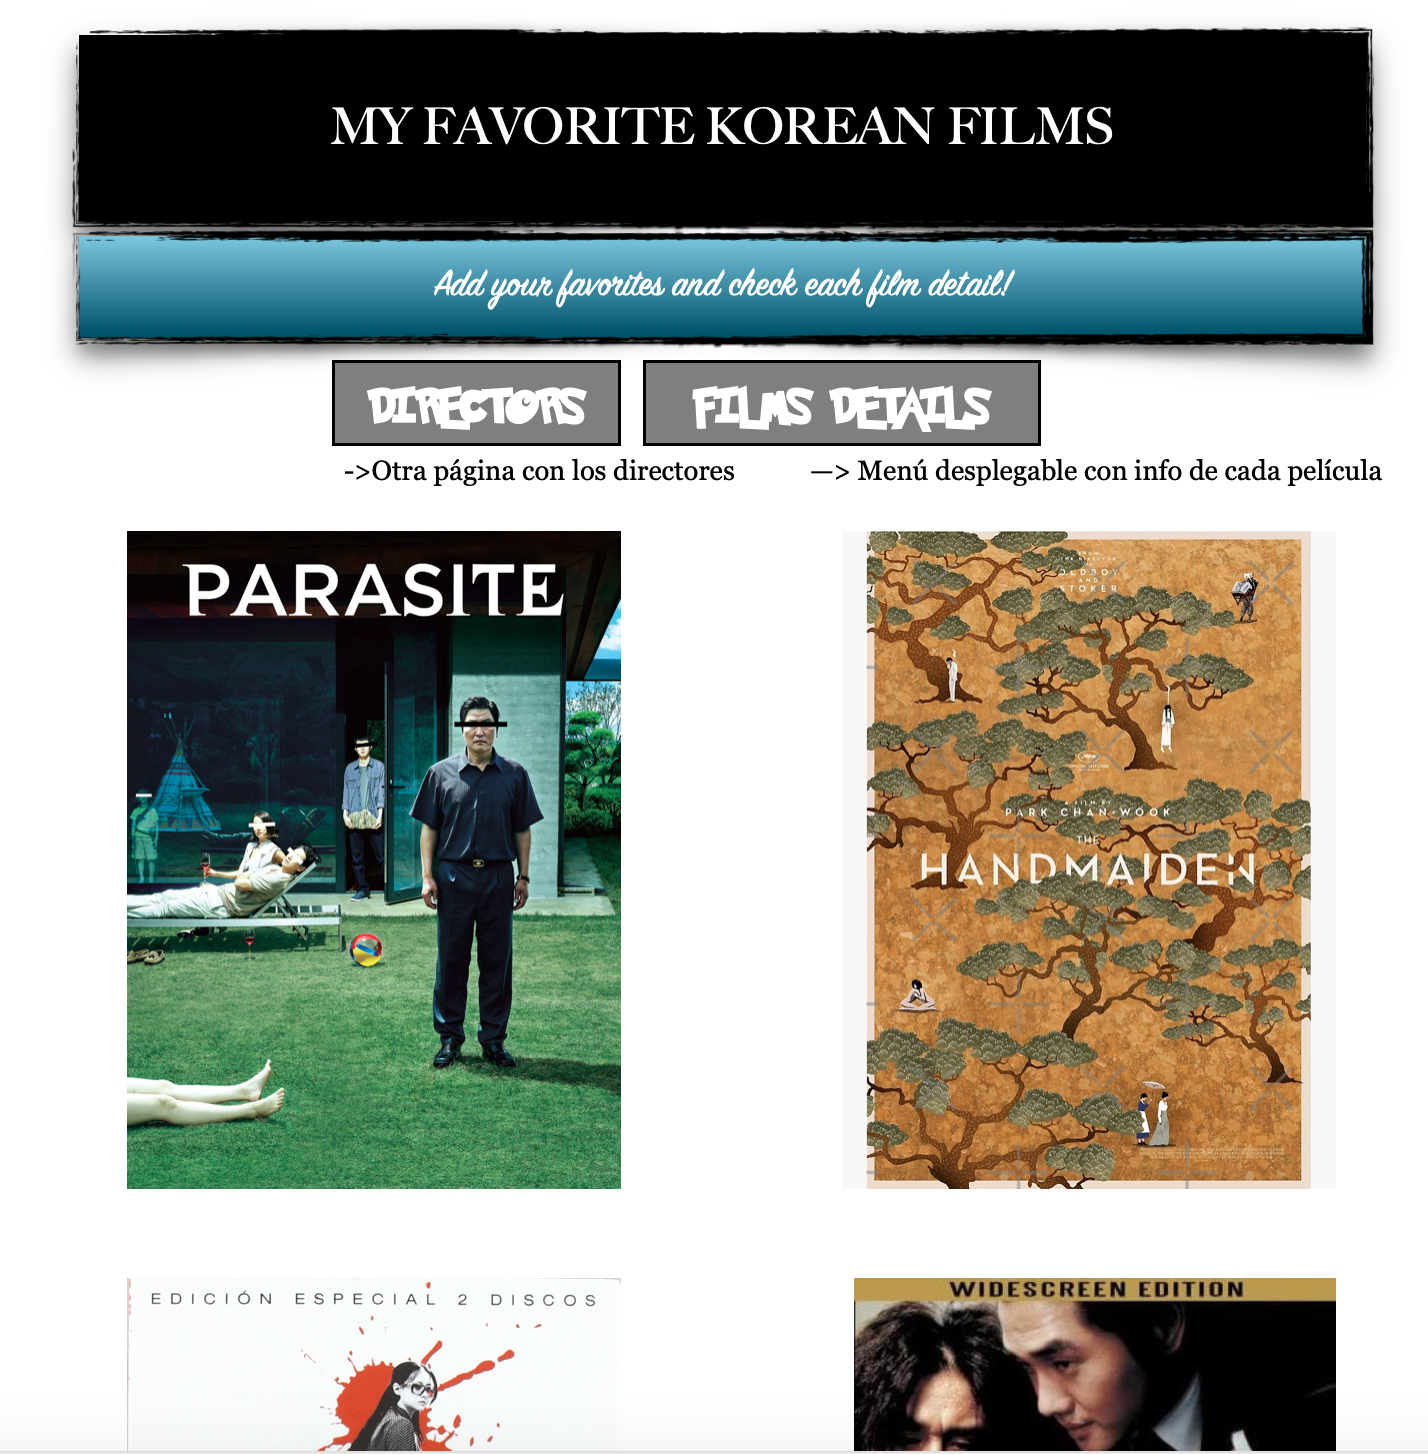 MY FAVORITE KOREAN FILMS
Add your favorites and check each film detail!
DIRECTORS
FILMS DETAILS
->Otra página con los directores
—> Menú desplegable con info de cada película
PARASITE
FROM
THE DIRECTOR
OF
OLDBOY
AND
STOKER
A FILM BY
PARK CHAN-WOOK
THE
HANDMAIDEN
EDICIÓN ESPECIAL 2 DISCOS
WIDESCREEN EDITION